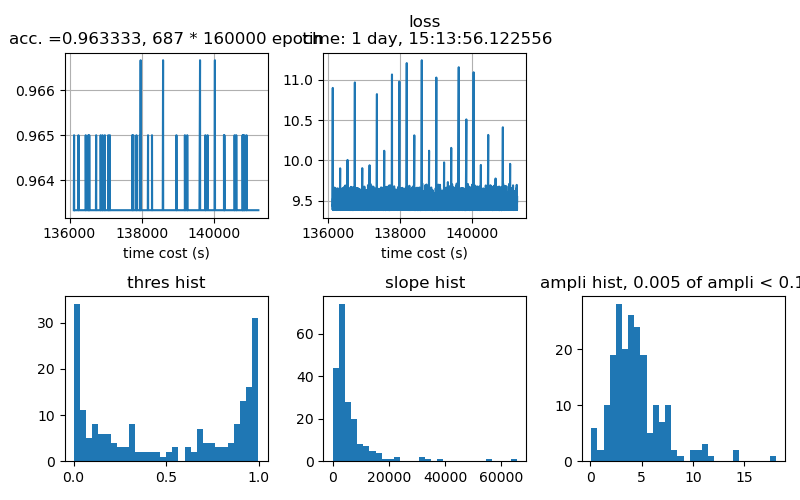 acc. =0.963333, 687 * 160000 epoch
loss
time: 1 day, 15:13:56.122556
0.966
0.965
0.964
136000 138000 140000
time cost (s)
11.0
10.5
10.0
9.5
136000 138000 140000
time cost (s)
thres hist
30
20
10
0
0.0 0.5 1.0
slope hist
60
40
20
0
0 20000 40000 60000
ampli hist, 0.005 of ampli < 0.1
20
10
0
0 5 10 15